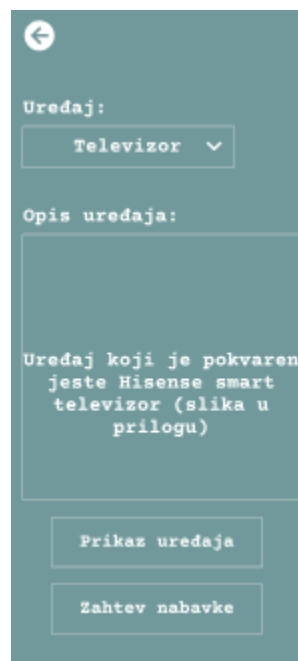 Uređaj:
Televizor
Opis uređaja:
Uređaj koji je pokvaren
jeste Hisense smart
televizor (slika u
prilogu)
Prikaz uređaja
Zahtev nabavke